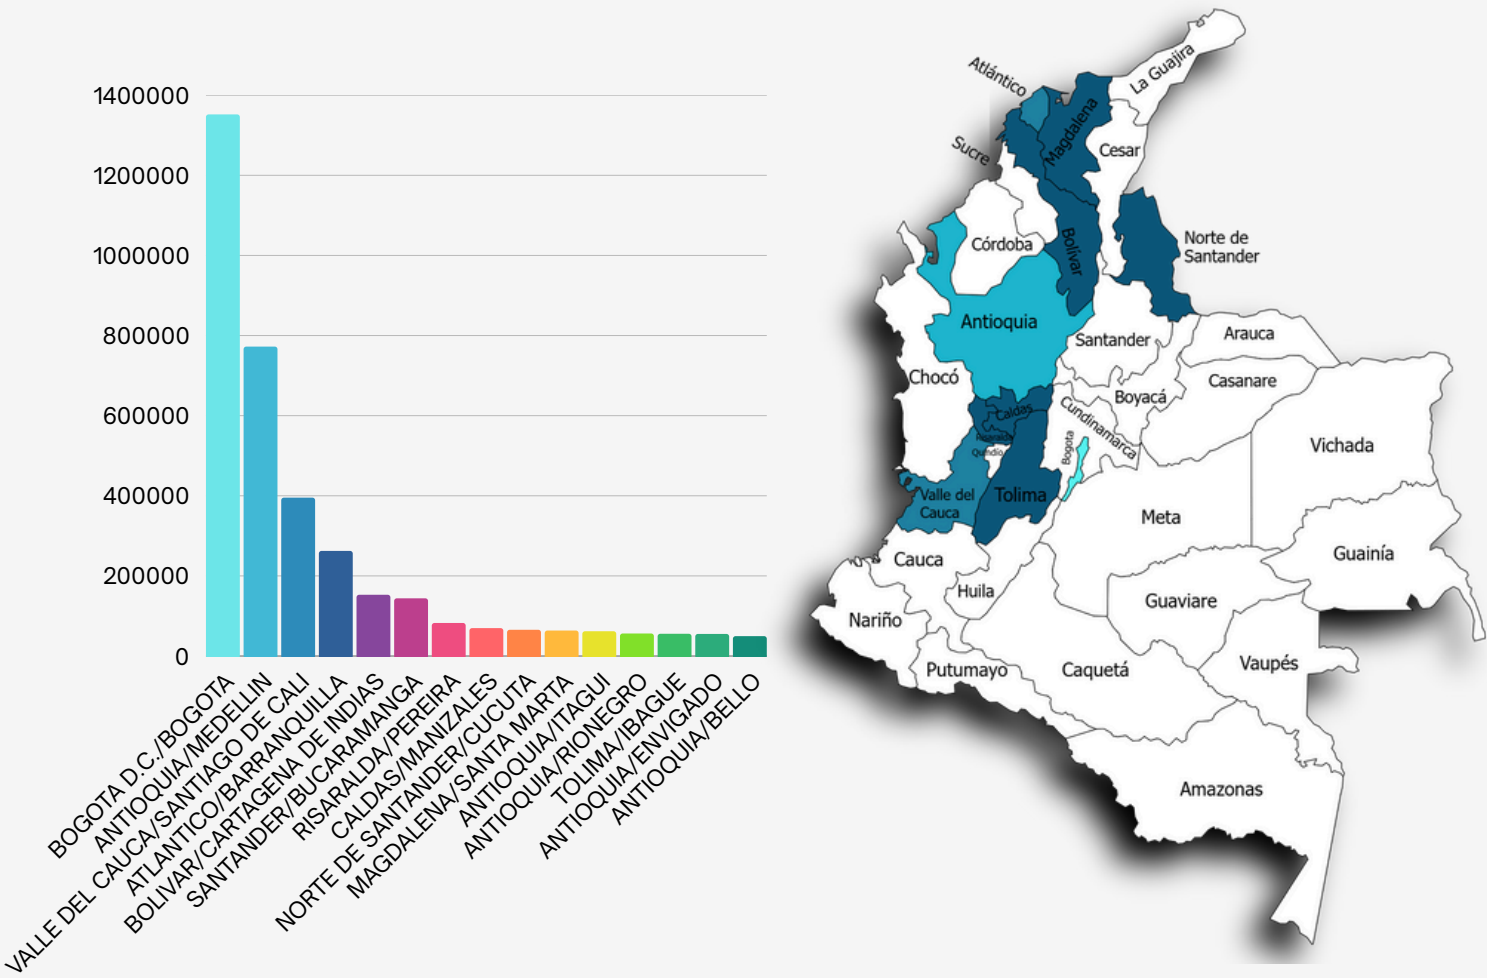 1400000
1200000
1000000
800000
600000
400000
200000
0
BOGOTA D.C./BOGOTA
ANTIOQUIA/MEDELLIN
VALLE DEL CAUCA/SANTIAGO DE CALI
ATLANTICO/BARRANQUILLA
BOLIVAR/CARTAGENA DE INDIAS
SANTANDER/BUCARAMANGA
RISARALDA/PEREIRA
CALDAS/MANIZALES
NORTE DE SANTANDER/CUCUTA
MAGDALENA/SANTA MARTA
ANTIOQUIA/ITAGUI
ANTIOQUIA/RIONEGRO
TOLIMA/IBAGUE
ANTIOQUIA/ENVIGADO
ANTIOQUIA/BELLO
La Guajira
Atlántico
Magdalena
Sucre
Cesar
Norte de
Santander
Córdoba
Bolívar
Antioquia
Santander
Arauca
Chocó
Boyacá
Casanare
Caldas
Cundinamarca
Risaralda
Quindío
Bogota
Vichada
Valle del
Cauca
Tolima
Meta
Cauca
Guainía
Huila
Guaviare
Nariño
Putumayo
Caquetá
Vaupés
Amazonas